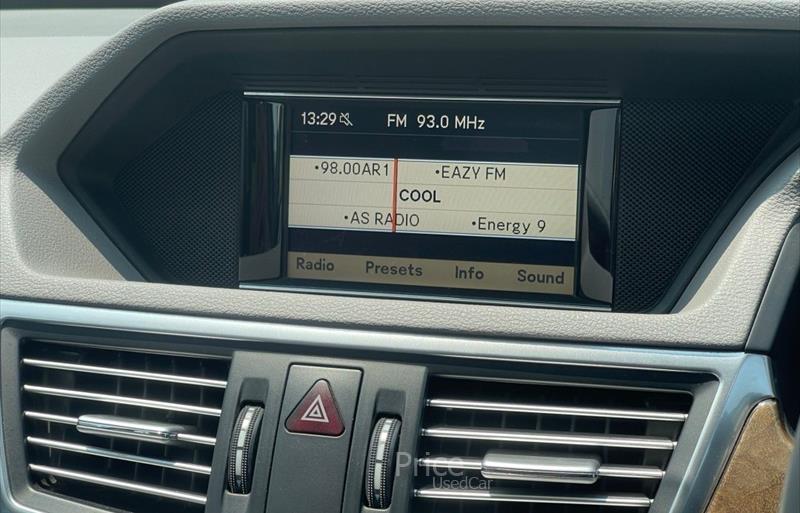 13:29 FM 93.0 MHz
•98.00AR1 •EAZY FM
COOL
•AS RADIO •Energy 9
Radio Presets Info Sound
Price
UsedCar